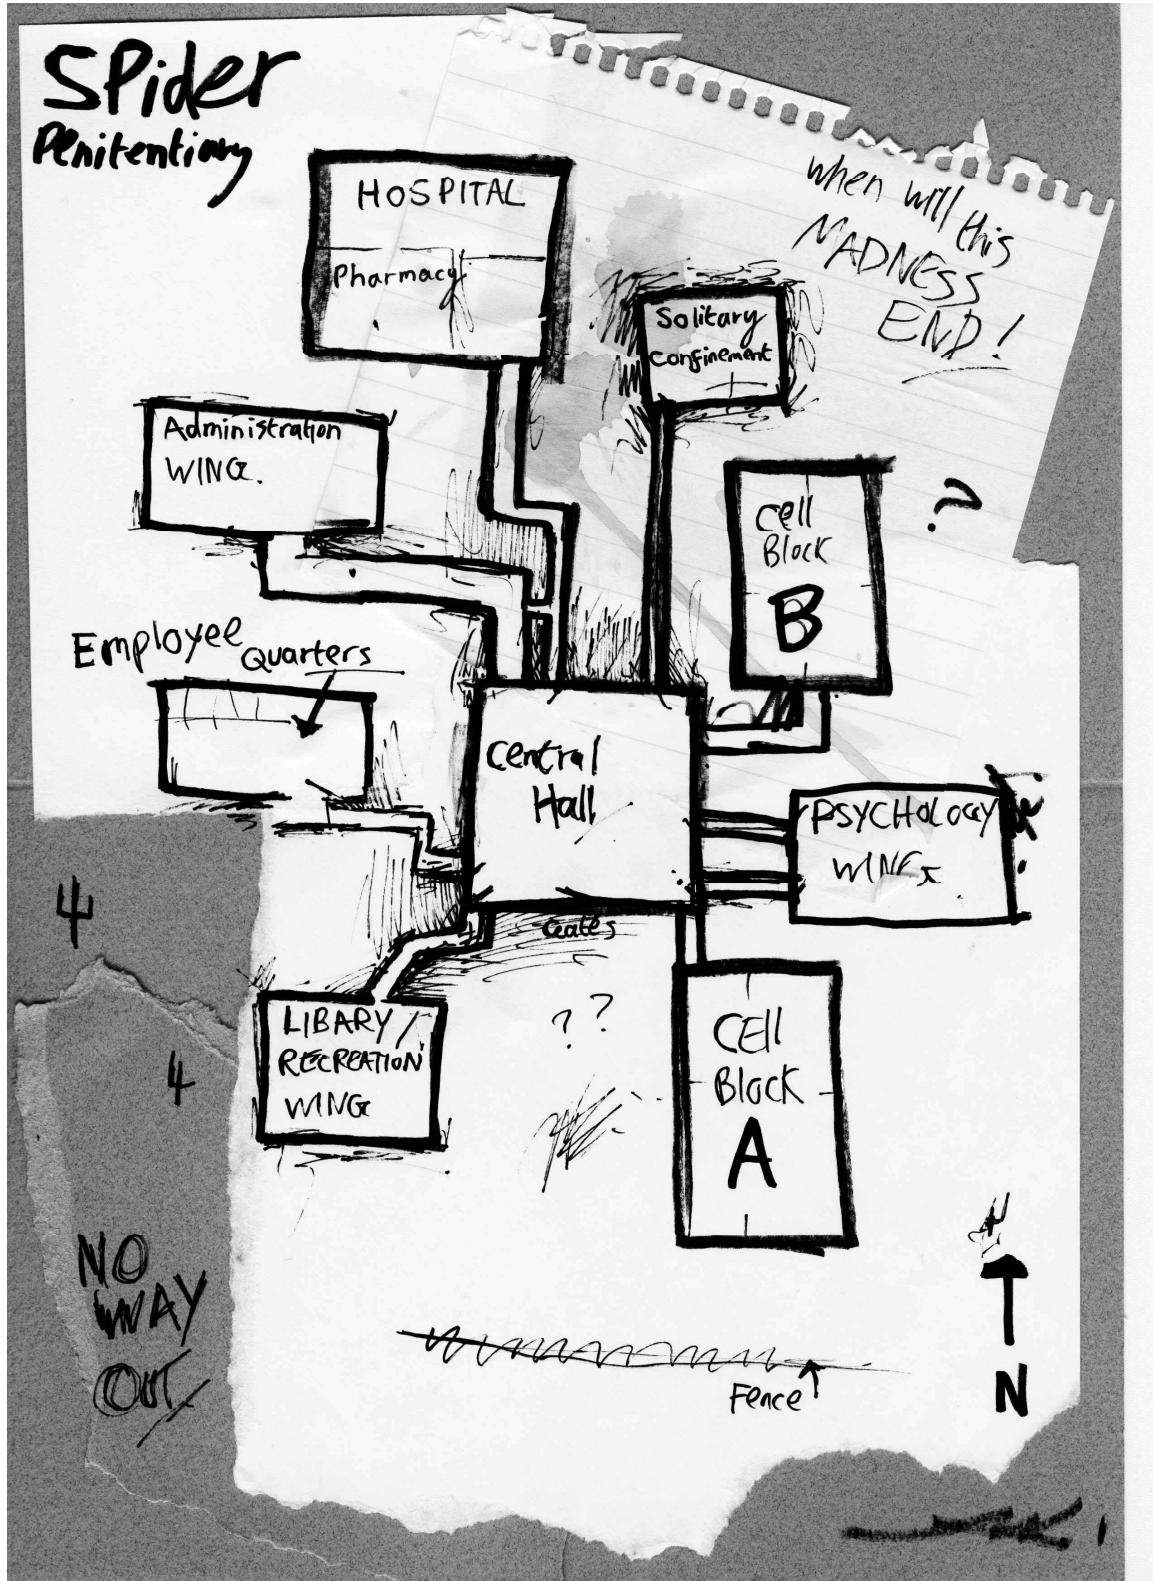 SPider
Penitentiary
when will this
MADNESS
END!
HOSPITAL
Pharmacy
Solitary
Confinement
Administration
WING.
Cell
Block
B
?
Employee
Quarters
Central
Hall
PSYCHOLOGY
WING
Gates
LIBARY/
RECREATION
WING
? ?
CEll
Block
A
4
4
NO
WAY
OUT
Fence
N